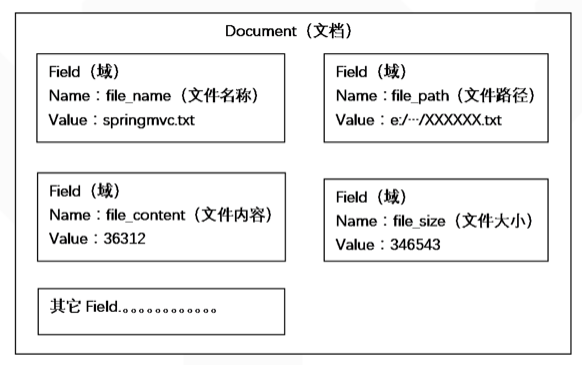 Document（文档）
Field（域）
Name：file_name（文件名称）
Value：springmvc.txt
Field（域）
Name：file_path（文件路径）
Value：e:/…/XXXXXX.txt
Field（域）
Name：file_content（文件内容）
Value：36312
Field（域）
Name：file_size（文件大小）
Value：346543
其它 Field.。。。。。。。。。。。。